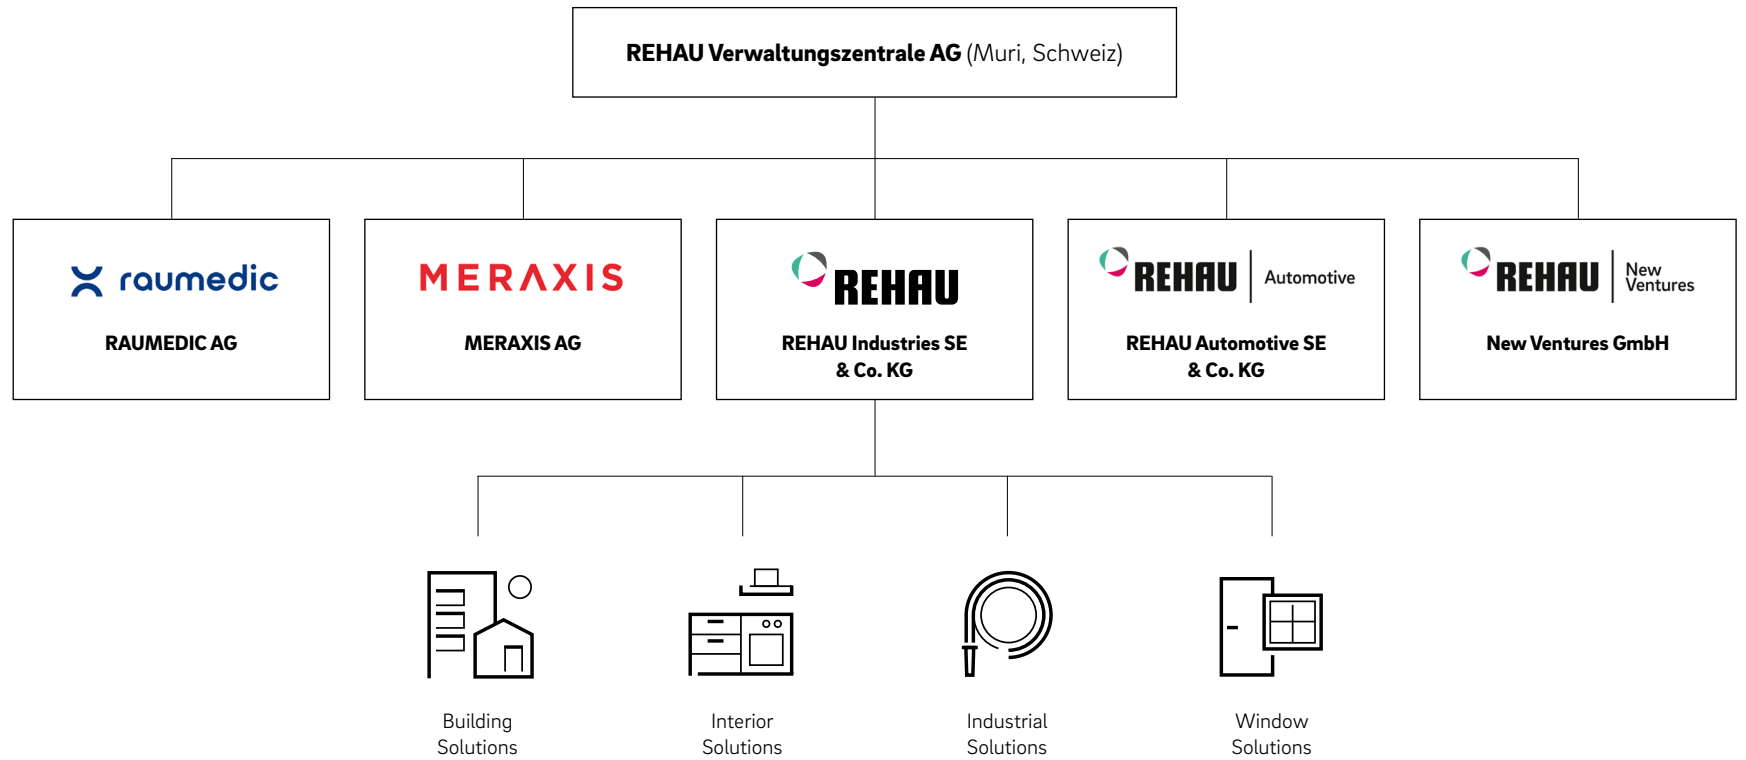 REHAU Verwaltungszentrale AG (Muri, Schweiz)
raumedic
RAUMEDIC AG
MERAXIS
MERAXIS AG
REHAU
REHAU Industries SE
& Co. KG
REHAU Automotive
REHAU Automotive SE
& Co. KG
REHAU New
Ventures
New Ventures GmbH
Building
Solutions
Interior
Solutions
Industrial
Solutions
Window
Solutions